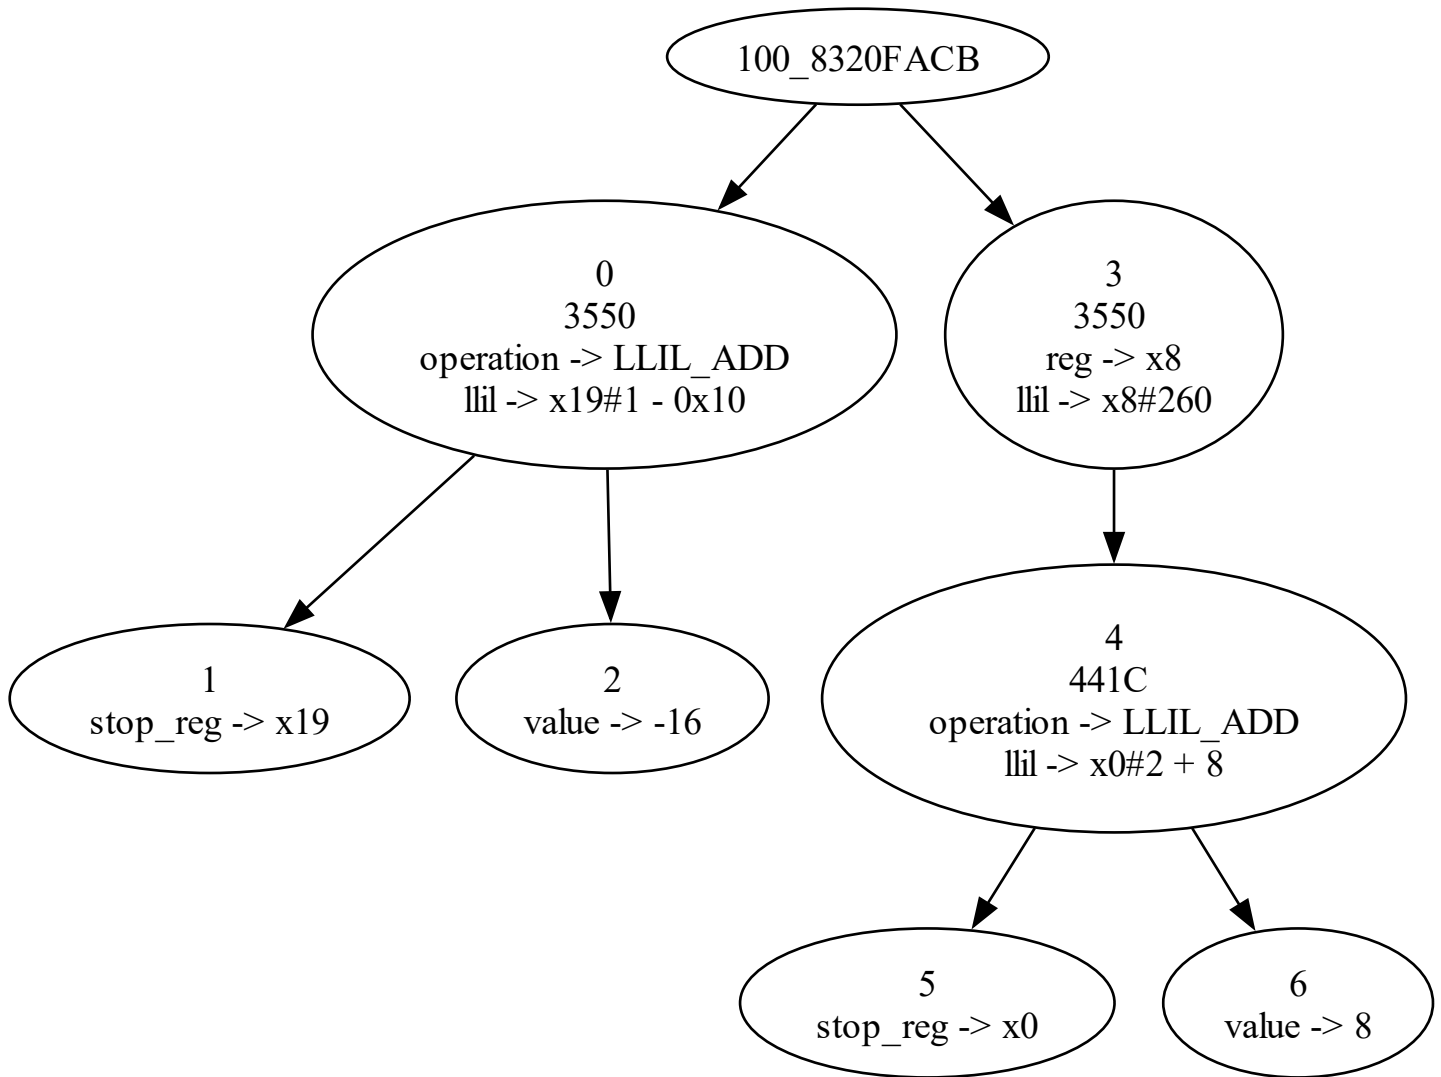 100_8320FACB
0
3550
operation -> LLIL_ADD
llil -> x19#1 - 0x10
3
3550
reg -> x8
llil -> x8#260
1
stop_reg -> x19
2
value -> -16
4
441C
operation -> LLIL_ADD
llil -> x0#2 + 8
5
stop_reg -> x0
6
value -> 8